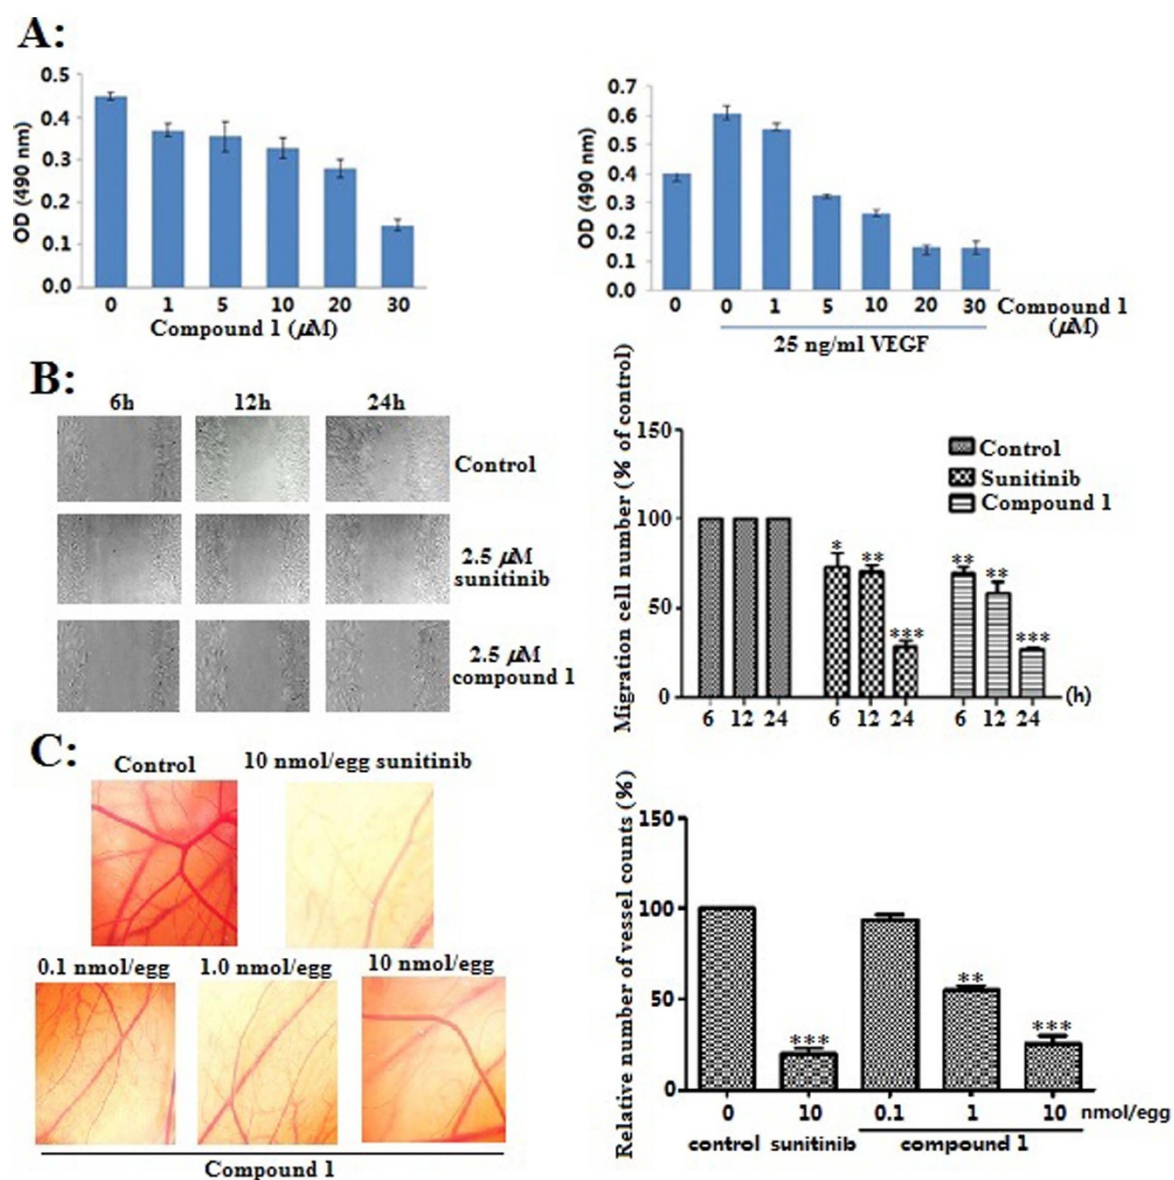 A:
0.5
0.4
0.3
0.2
0.1
0.0
OD (490 nm)
0 1 5 10 20 30
Compound 1 (μM)
0.7
0.6
0.5
0.4
0.3
0.2
0.1
0.0
OD (490 nm)
0 0 1 5 10 20 30 Compound 1
(μM)
25 ng/ml VEGF
B:
6h 12h 24h
Control
2.5 μM
sunitinib
2.5 μM
compound 1
Migration cell number (% of control)
150
100
50
0
Control
Sunitinib
Compound 1
* ** *** ** ** ***
6 12 24 6 12 24 6 12 24 (h)
C:
Control 10 nmol/egg sunitinib
0.1 nmol/egg 1.0 nmol/egg 10 nmol/egg
Compound 1
Relative number of vessel counts (%)
150
100
50
0
*** ** ***
0 10 0.1 1 10 nmol/egg
control sunitinib compound 1